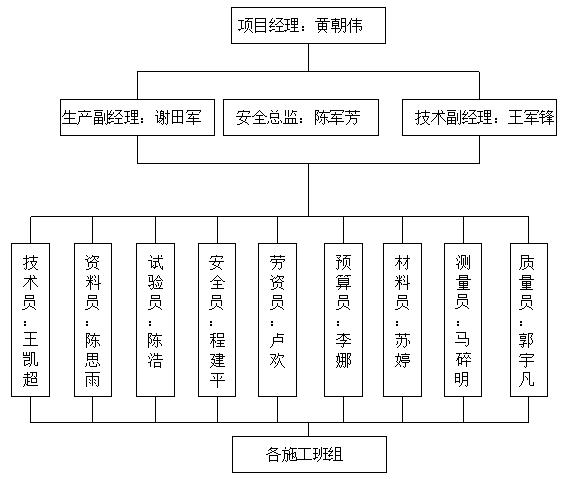 项目经理：黄朝伟
生产副经理：谢田军
安全总监：陈军芳
技术副经理：王军锋
技术员：王凯超
资料员：陈思雨
试验员：陈浩
安全员：程建平
劳资员：卢欢
预算员：李娜
材料员：苏婷
测量员：马碎明
质量员：郭宇凡
各施工班组